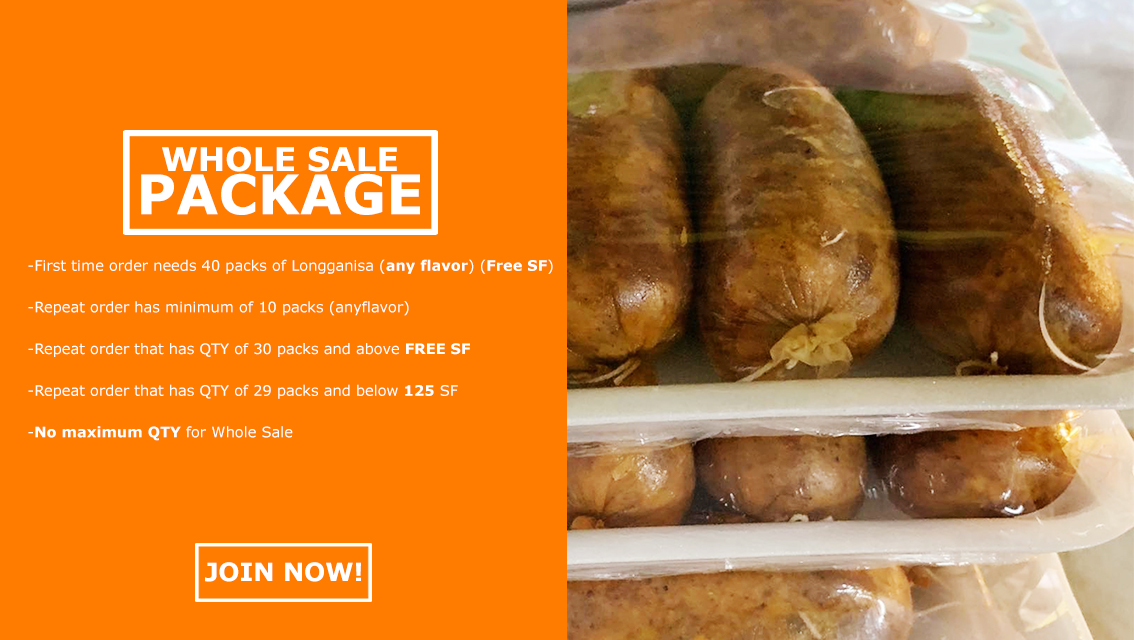 WHOLE SALE
PACKAGE
-First time order needs 40 packs of Longganisa (any flavor) (Free SF)
-Repeat order has minimum of 10 packs (anyflavor)
-Repeat order that has QTY of 30 packs and above FREE SF
-Repeat order that has QTY of 29 packs and below 125 SF
-No maximum QTY for Whole Sale
JOIN NOW!